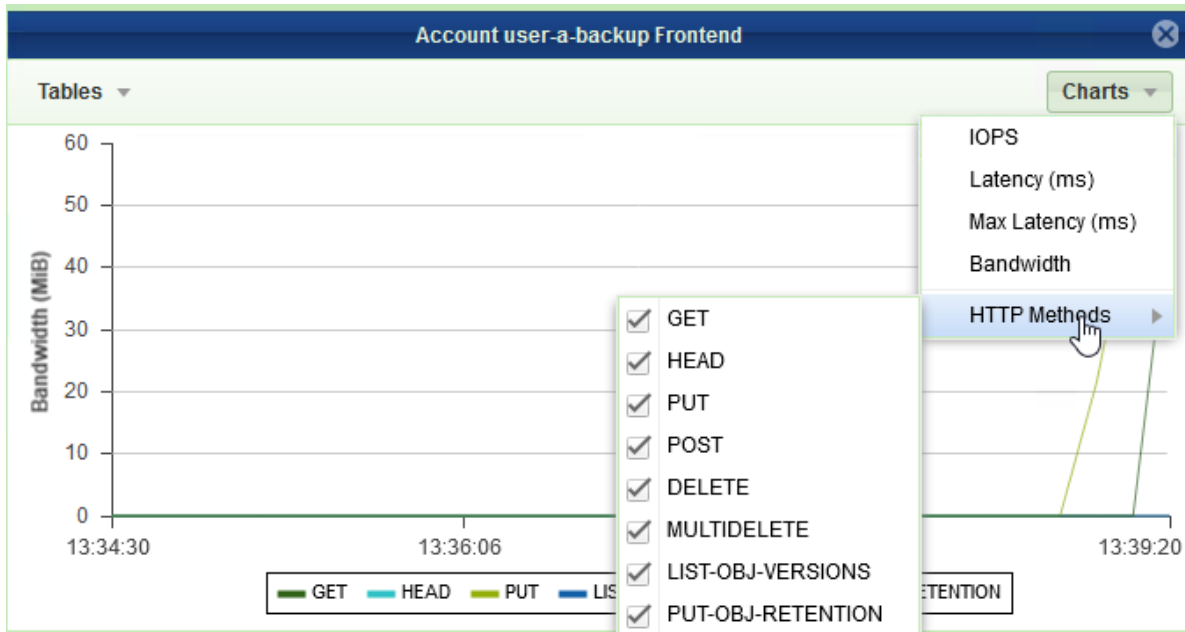 Account user-a-backup Frontend
Tables
Charts
IOPS
Latency (ms)
Max Latency (ms)
Bandwidth
HTTP Methods
GET
HEAD
PUT
POST
DELETE
MULTIDELETE
LIST-OBJ-VERSIONS
PUT-OBJ-RETENTION
Bandwidth (MiB)
60
50
40
30
20
10
0
13:34:30 13:36:06 13:39:20
GET HEAD PUT